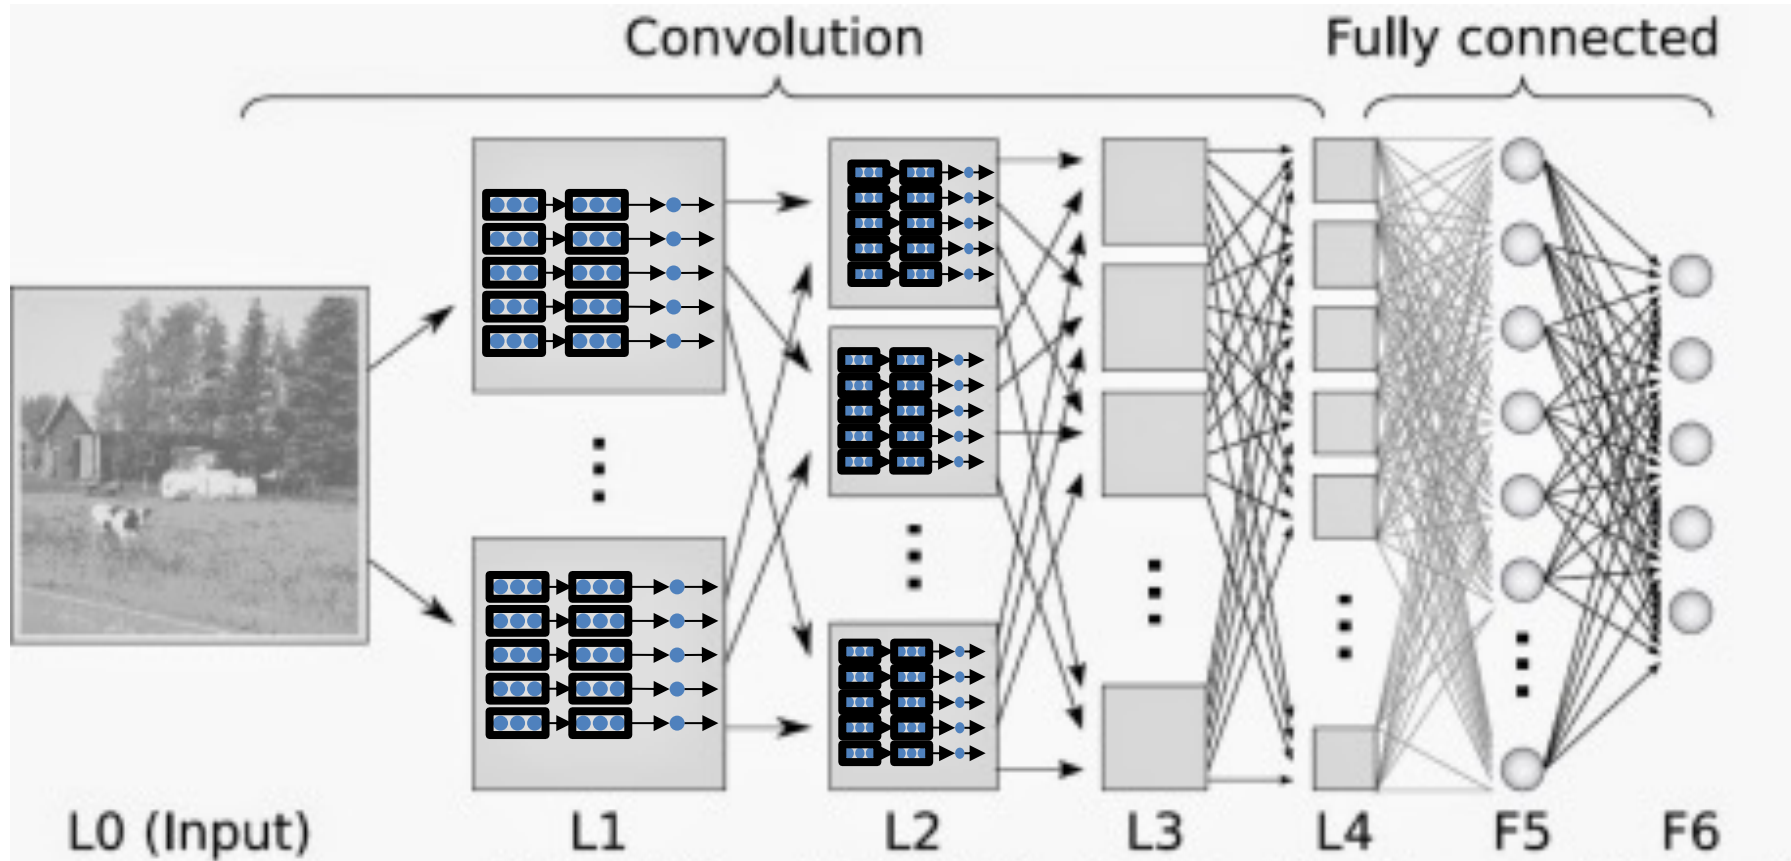 Convolution
Fully connected
L0 (Input)
L1
L2
L3
L4
F5
F6